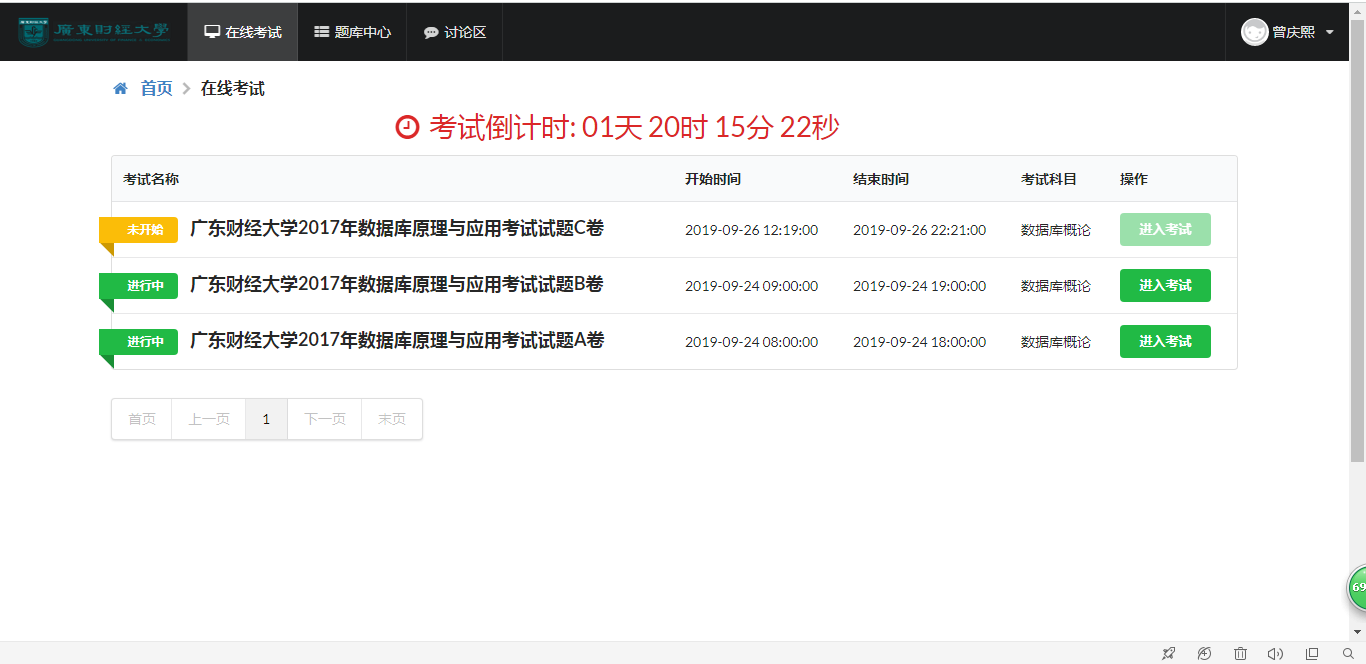 廣東财经大學
在线考试
题库中心
讨论区
曾庆熙
首页 在线考试
考试倒计时: 01天 20时 15分 22秒
考试名称 开始时间 结束时间 考试科目 操作
未开始 广东财经大学2017年数据库原理与应用考试试题C卷 2019-09-26 12:19:00 2019-09-26 22:21:00 数据库概论 进入考试
进行中 广东财经大学2017年数据库原理与应用考试试题B卷 2019-09-24 09:00:00 2019-09-24 19:00:00 数据库概论 进入考试
进行中 广东财经大学2017年数据库原理与应用考试试题A卷 2019-09-24 08:00:00 2019-09-24 18:00:00 数据库概论 进入考试
首页 上一页 1 下一页 末页
69